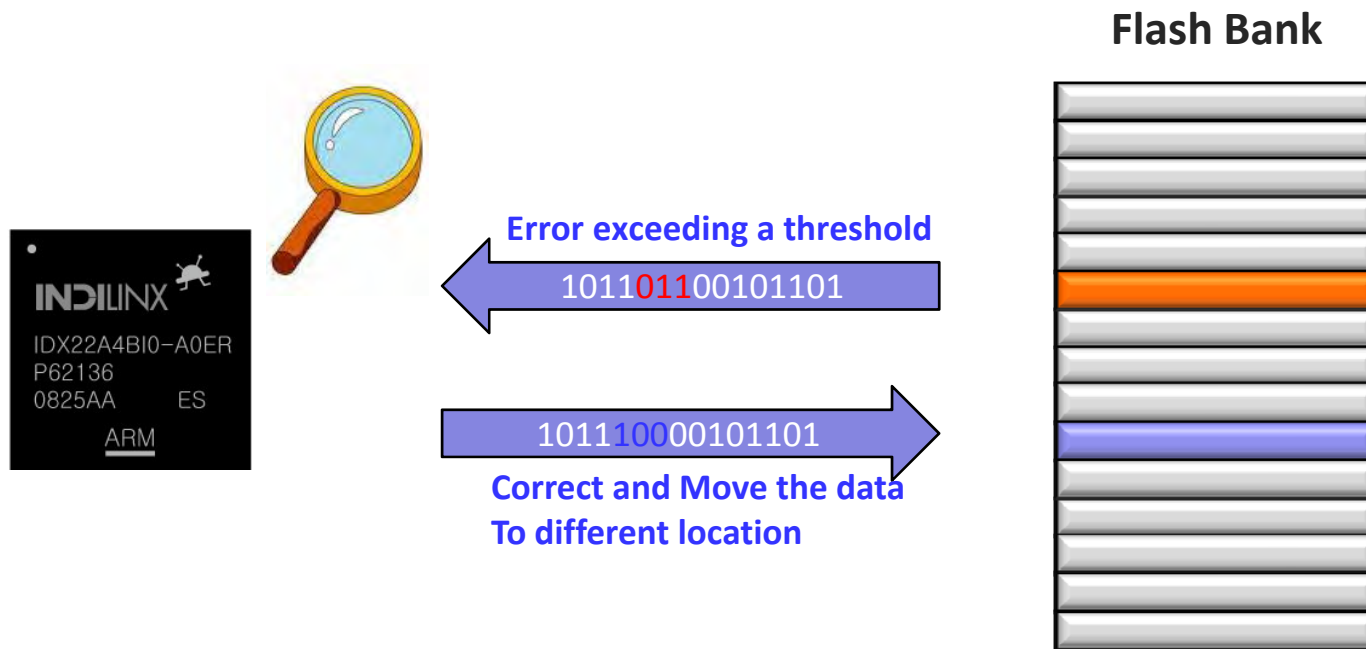 Flash Bank
INDILINX
IDX22A4BI0-A0ER
P62136
0825AA ES
ARM
Error exceeding a threshold
101101100101101
101110000101101
Correct and Move the data
To different location